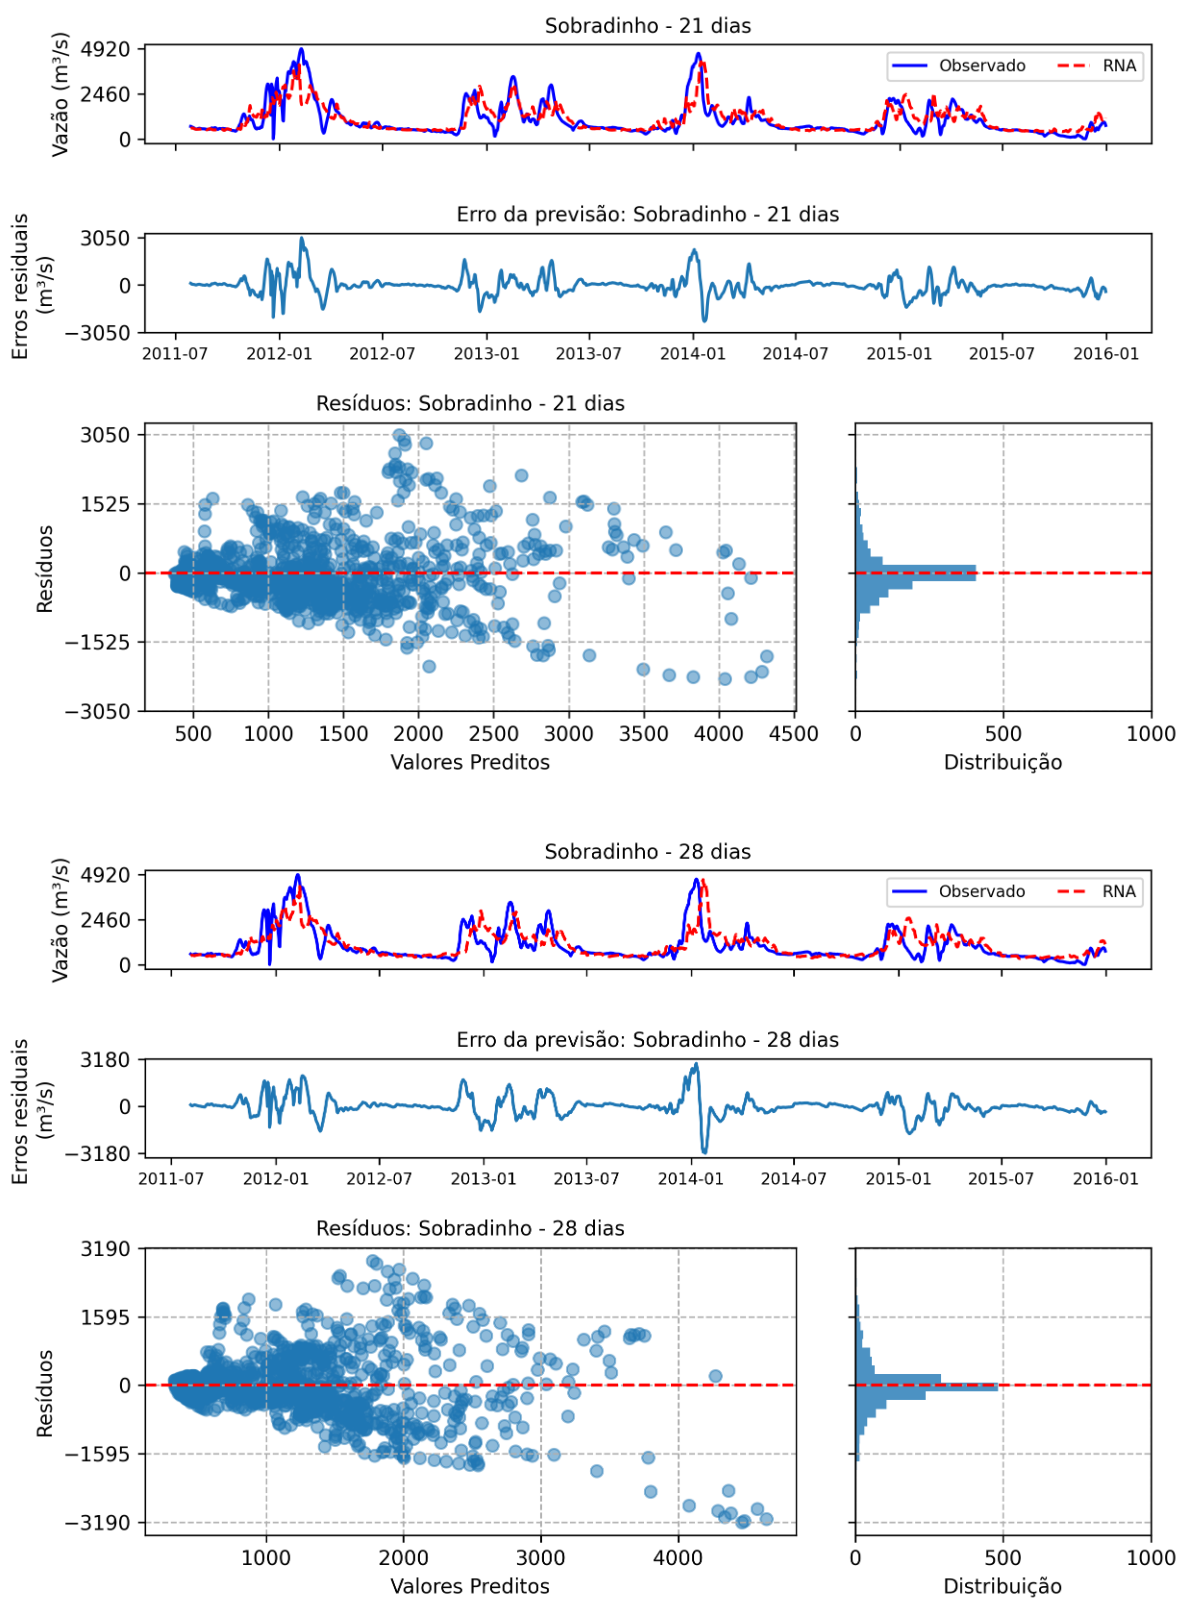 Sobradinho - 21 dias
Vazão (m³/s)
4920
2460
0
Observado
RNA
Erro da previsão: Sobradinho - 21 dias
Erros residuais
(m³/s)
3050
0
−3050
2011-07 2012-01 2012-07 2013-01 2013-07 2014-01 2014-07 2015-01 2015-07 2016-01
Resíduos: Sobradinho - 21 dias
Resíduos
3050
1525
0
−1525
−3050
500 1000 1500 2000 2500 3000 3500 4000 4500
Valores Preditos
0 500 1000
Distribuição
Sobradinho - 28 dias
Vazão (m³/s)
4920
2460
0
Observado
RNA
Erro da previsão: Sobradinho - 28 dias
Erros residuais
(m³/s)
3180
0
−3180
2011-07 2012-01 2012-07 2013-01 2013-07 2014-01 2014-07 2015-01 2015-07 2016-01
Resíduos: Sobradinho - 28 dias
Resíduos
3190
1595
0
−1595
−3190
1000 2000 3000 4000
Valores Preditos
0 500 1000
Distribuição